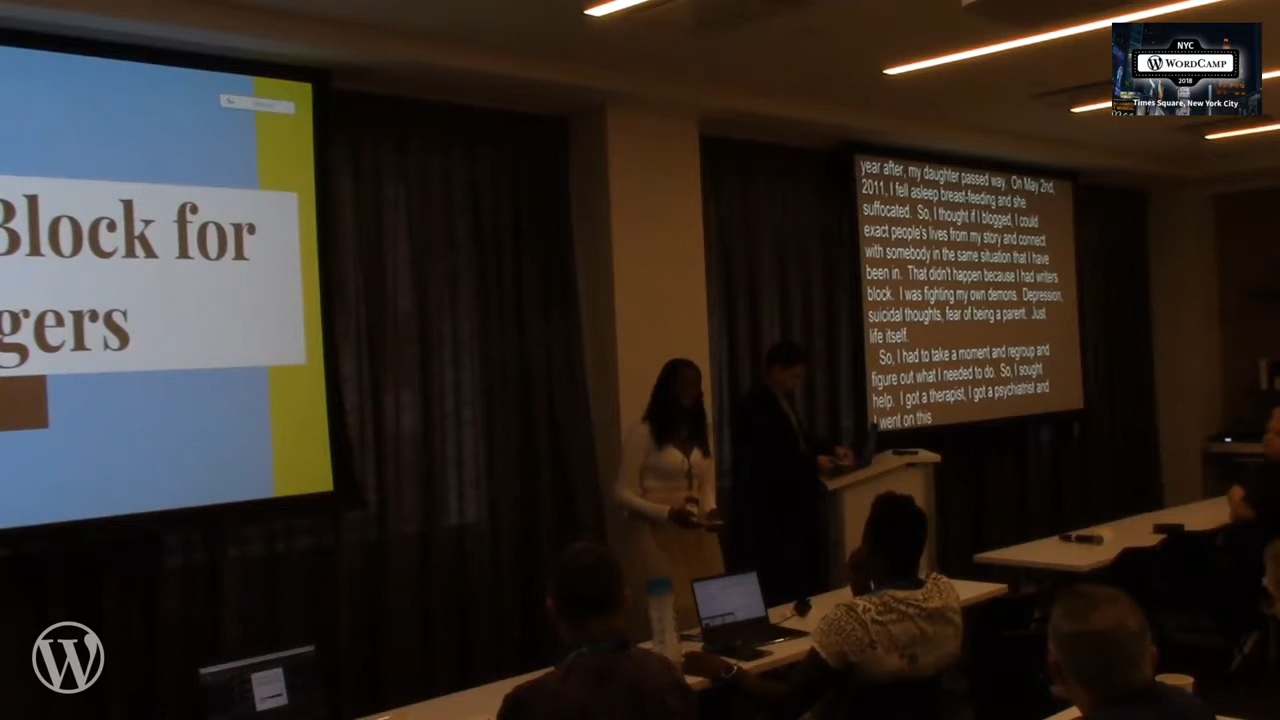 NYC
WORDCAMP
2018
Times Square, New York City
Block for
gers
year after, my daughter passed way. On May 2nd,
2011, I fell asleep breast-feeding and she
suffocated. So, I thought if I blogged, I could
exact people's lives from my story and connect
with somebody in the same situation that I have
been in. That didn't happen because I had writers
block. I was fighting my own demons. Depression,
suicidal thoughts, fear of being a parent. Just
life itself.
So, I had to take a moment and regroup and
figure out what I needed to do. So, I sought
help. I got a therapist, I got a psychiatrist and
I went on this